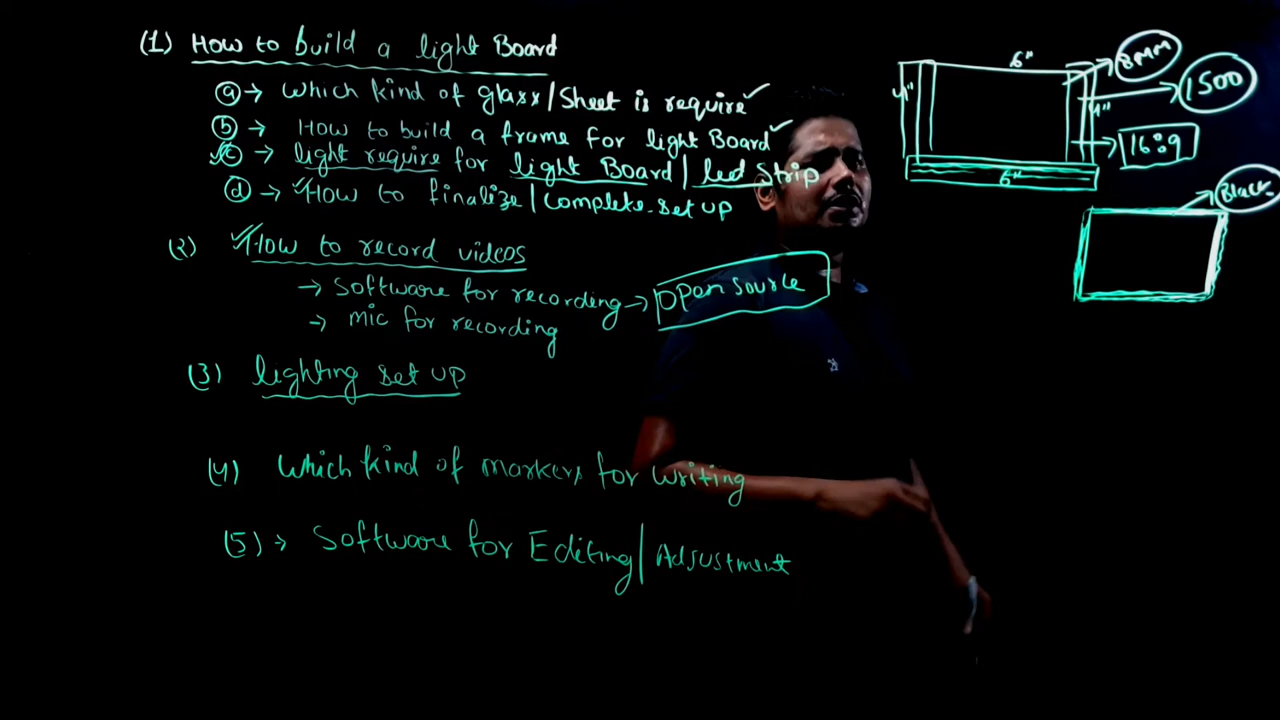 (1) How to build a light Board
(a) → which kind of glass/Sheet is require ✓
(b) → How to build a frame for light Board ✓
(c) → light require for light Board/led Strip
(d) → How to finalize/Complete set up
(2) How to record videos
→ Software for recording → Open source
→ mic for recording
(3) lighting set up
(4) Which kind of markers for writing
(5) → Software for Editing/Adjustment
6"
8MM
4"
4"
1500
16:9
6"
Black